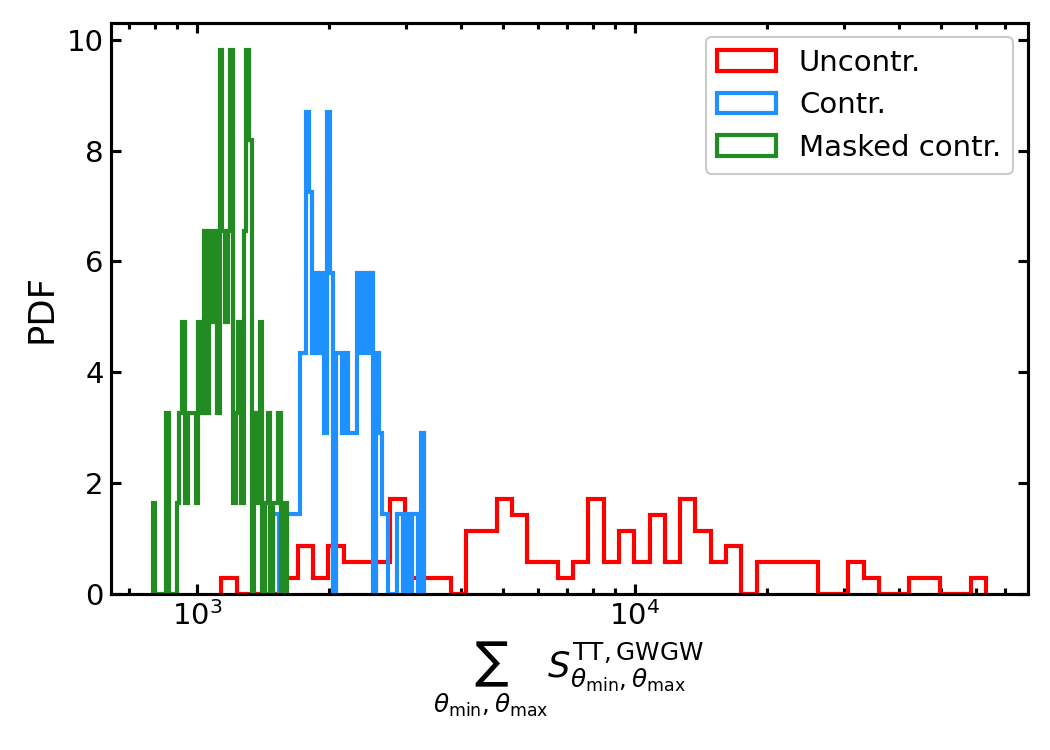 10
8
6
4
2
0
PDF
Uncontr.
Contr.
Masked contr.
10³ 10⁴
∑_{θ_min, θ_max} S^{TT, GWGW}_{θ_min, θ_max}